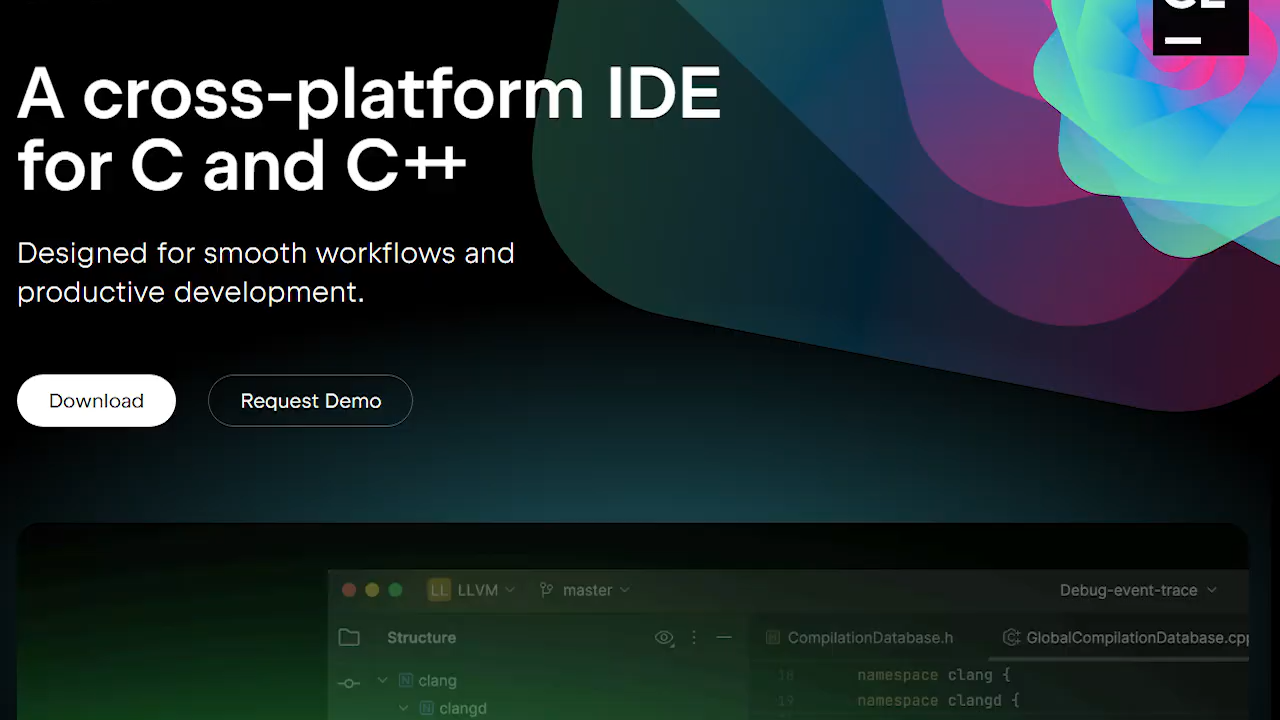 CL
A cross-platform IDE
for C and C++
Designed for smooth workflows and
productive development.
Download
Request Demo
LL LLVM master Debug-event-trace
Structure
CompilationDatabase.h
GlobalCompilationDatabase.cpp
N clang
18 namespace clang {
19 namespace clangd {
N clangd